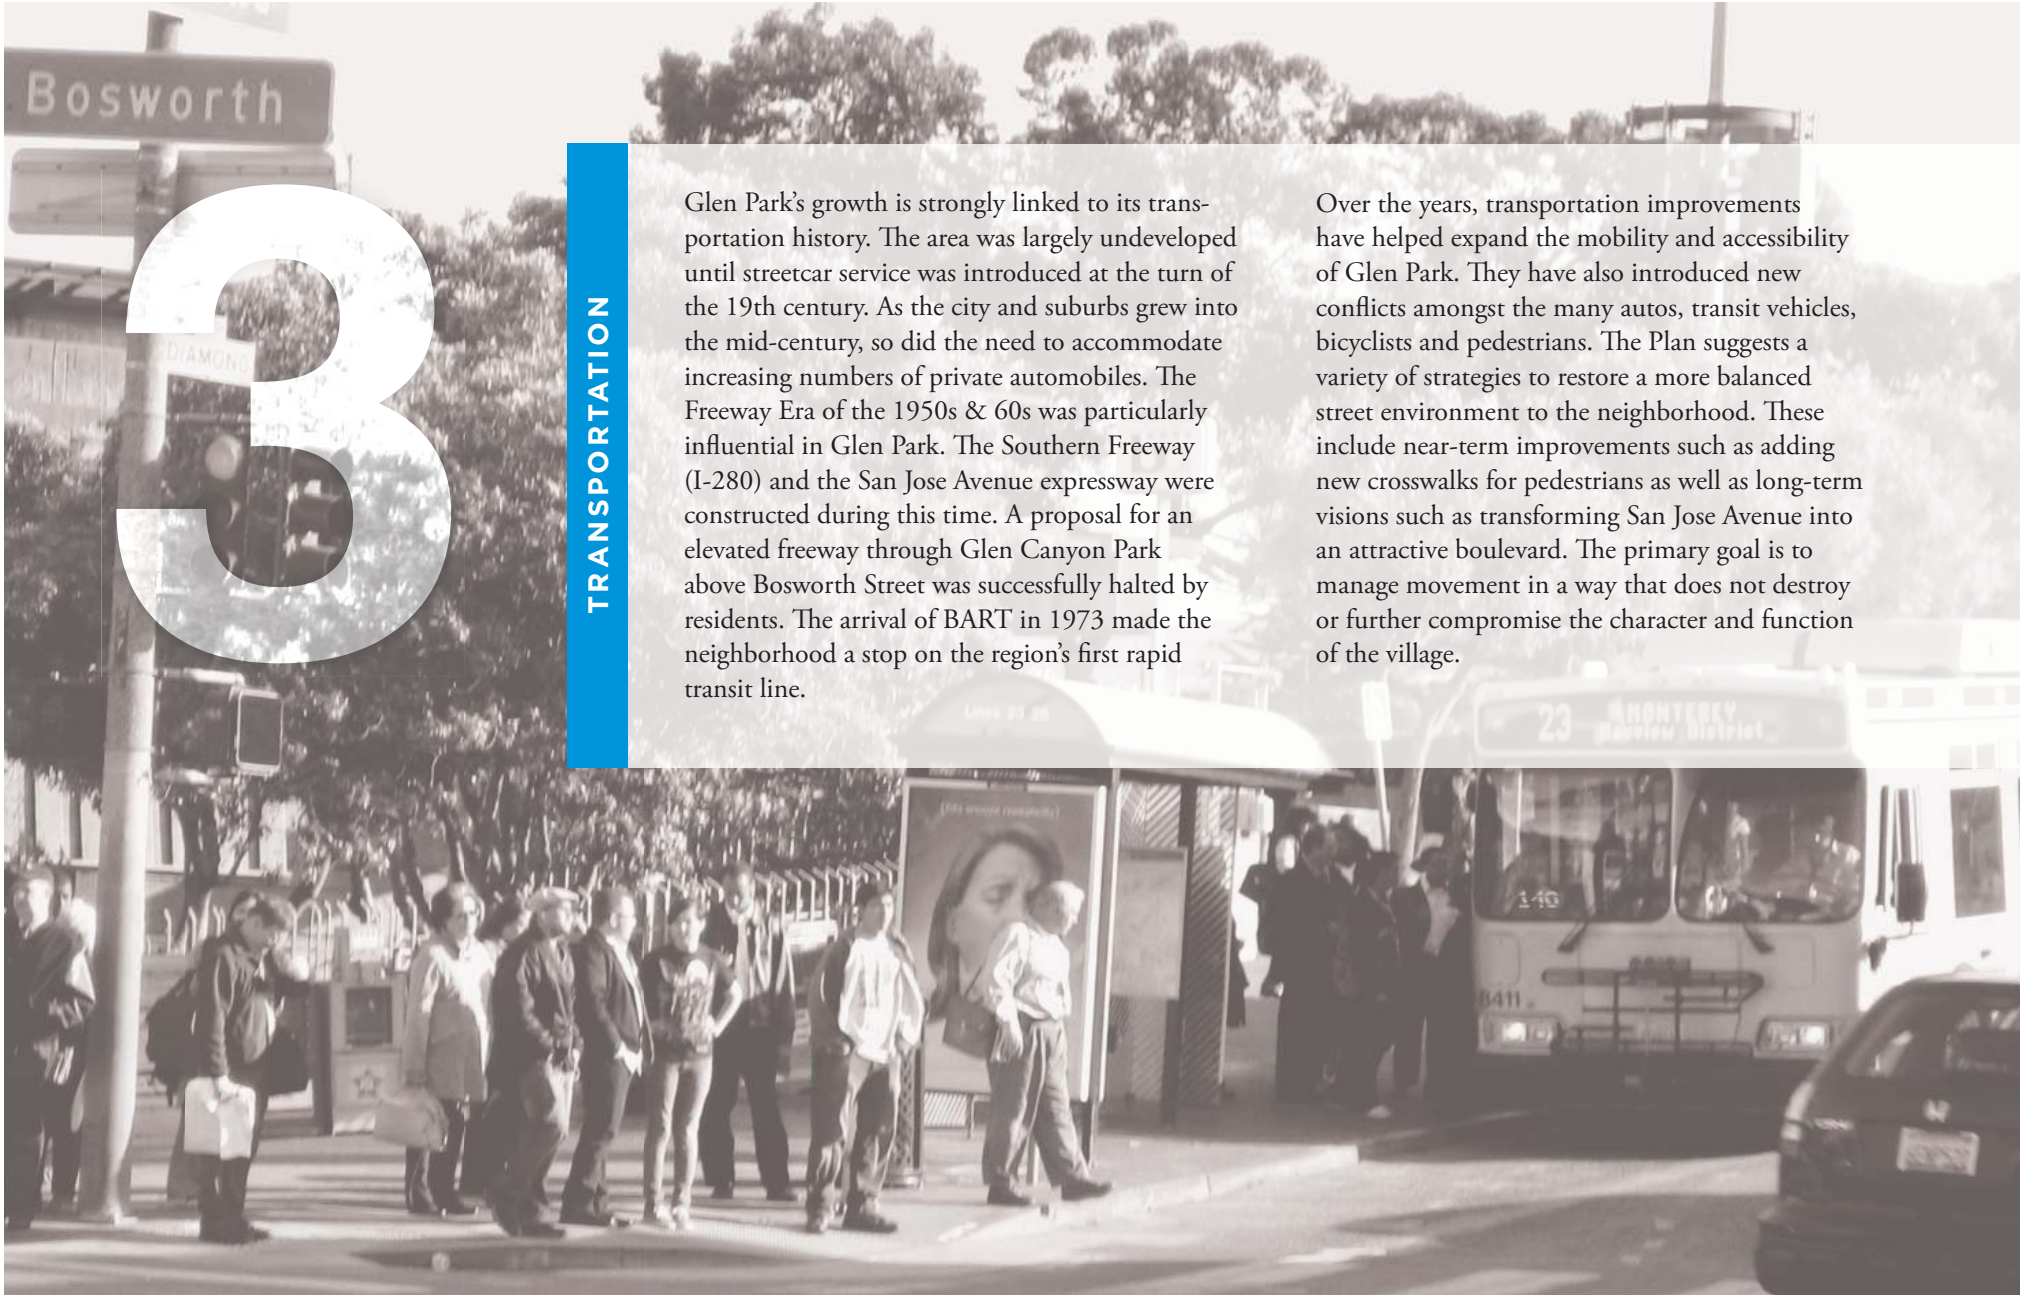 Bosworth
3
DIAMOND
TRANSPORTATION
Glen Park’s growth is strongly linked to its trans-
portation history. The area was largely undeveloped
until streetcar service was introduced at the turn of
the 19th century. As the city and suburbs grew into
the mid-century, so did the need to accommodate
increasing numbers of private automobiles. The
Freeway Era of the 1950s & 60s was particularly
influential in Glen Park. The Southern Freeway
(I-280) and the San Jose Avenue expressway were
constructed during this time. A proposal for an
elevated freeway through Glen Canyon Park
above Bosworth Street was successfully halted by
residents. The arrival of BART in 1973 made the
neighborhood a stop on the region’s first rapid
transit line.
Over the years, transportation improvements
have helped expand the mobility and accessibility
of Glen Park. They have also introduced new
conflicts amongst the many autos, transit vehicles,
bicyclists and pedestrians. The Plan suggests a
variety of strategies to restore a more balanced
street environment to the neighborhood. These
include near-term improvements such as adding
new crosswalks for pedestrians as well as long-term
visions such as transforming San Jose Avenue into
an attractive boulevard. The primary goal is to
manage movement in a way that does not destroy
or further compromise the character and function
of the village.
Lines 23 26
23 MONTEREY
Bayview District
140
8411